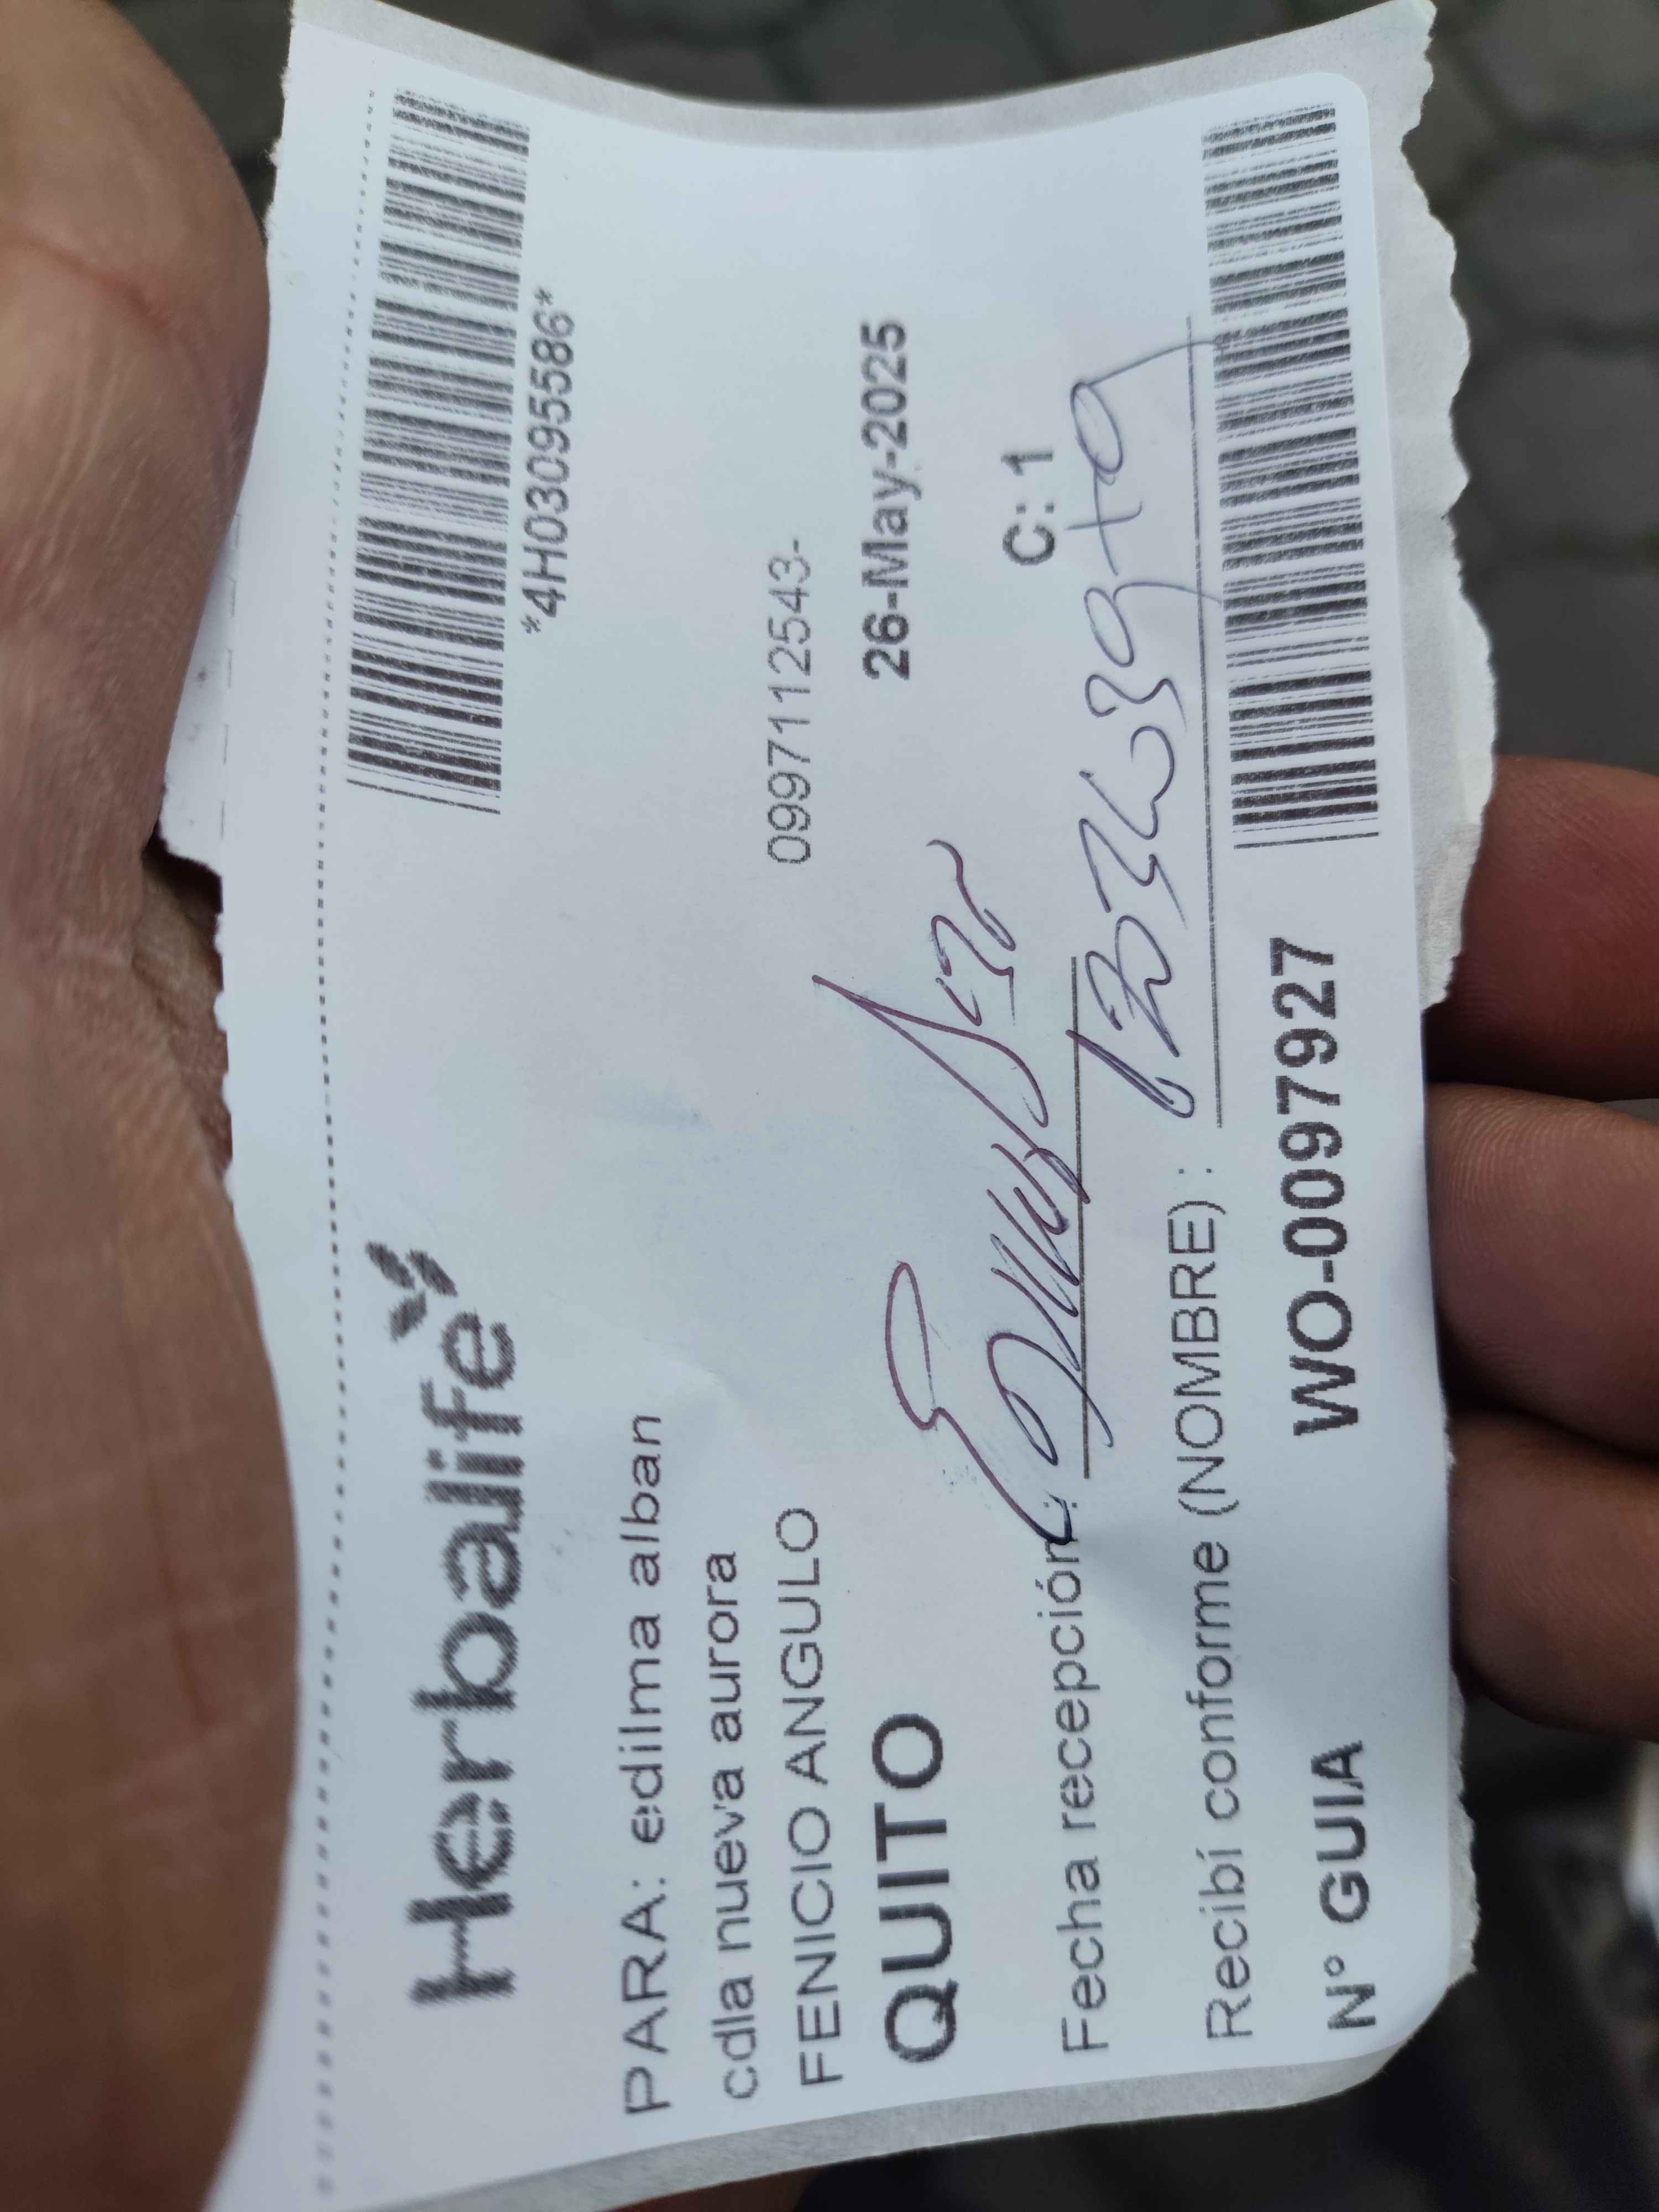 Herbalife
*4H03095586*
PARA: edilma alban
cdla nueva aurora
FENICIO ANGULO 0997112543-
QUITO 26-May-2025
Fecha recepción: C: 1
Recibí conforme (NOMBRE) :
N° GUIA WO-0097927